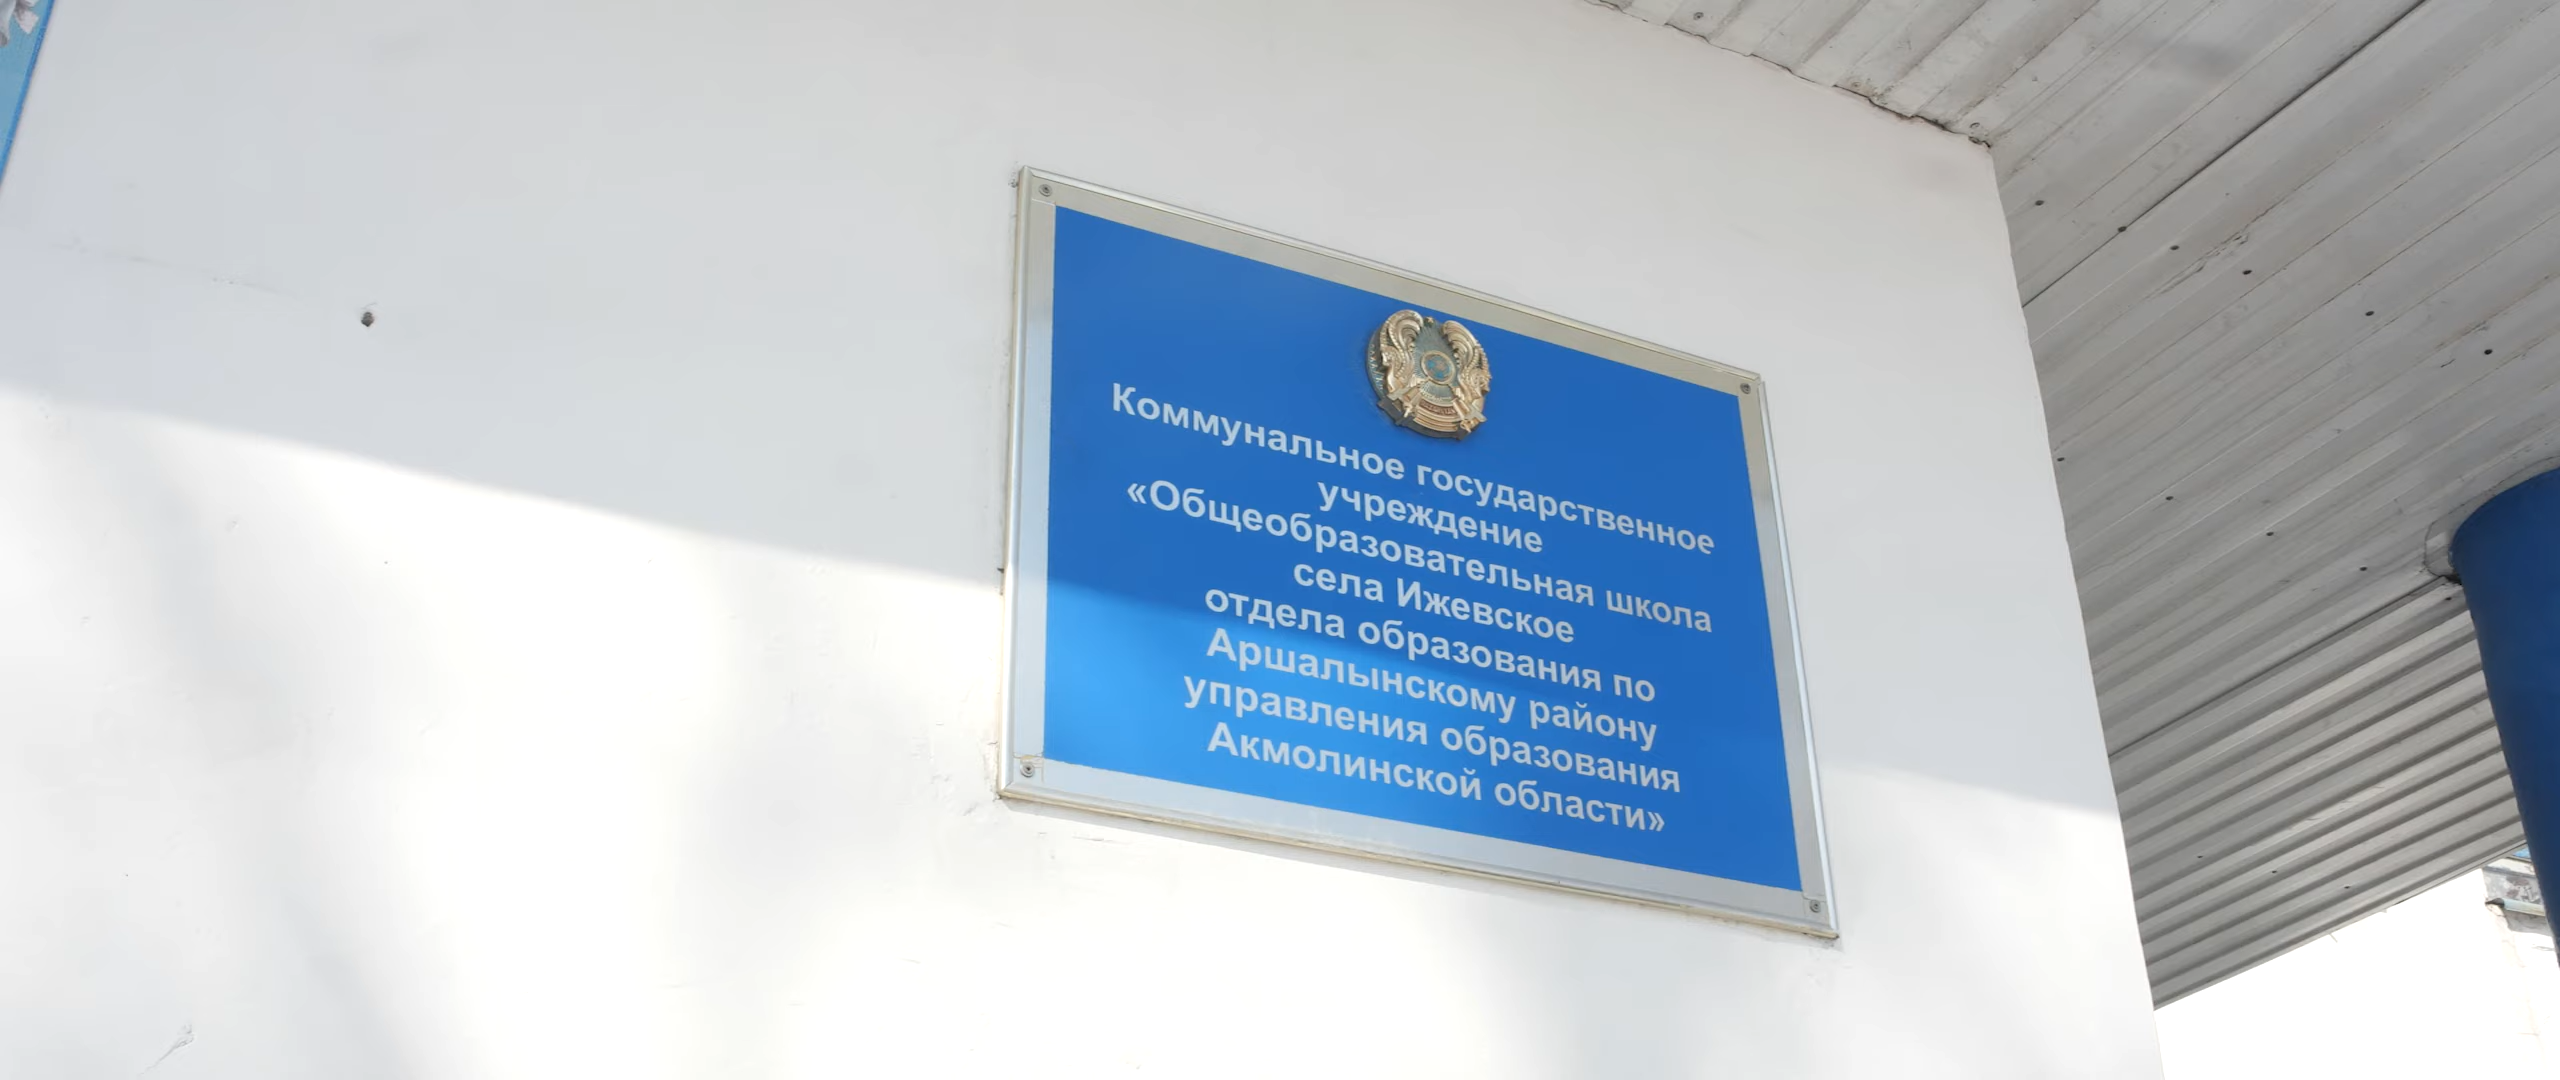 Коммунальное государственное
учреждение
«Общеобразовательная школа
села Ижевское
отдела образования по
Аршалынскому району
управления образования
Акмолинской области»